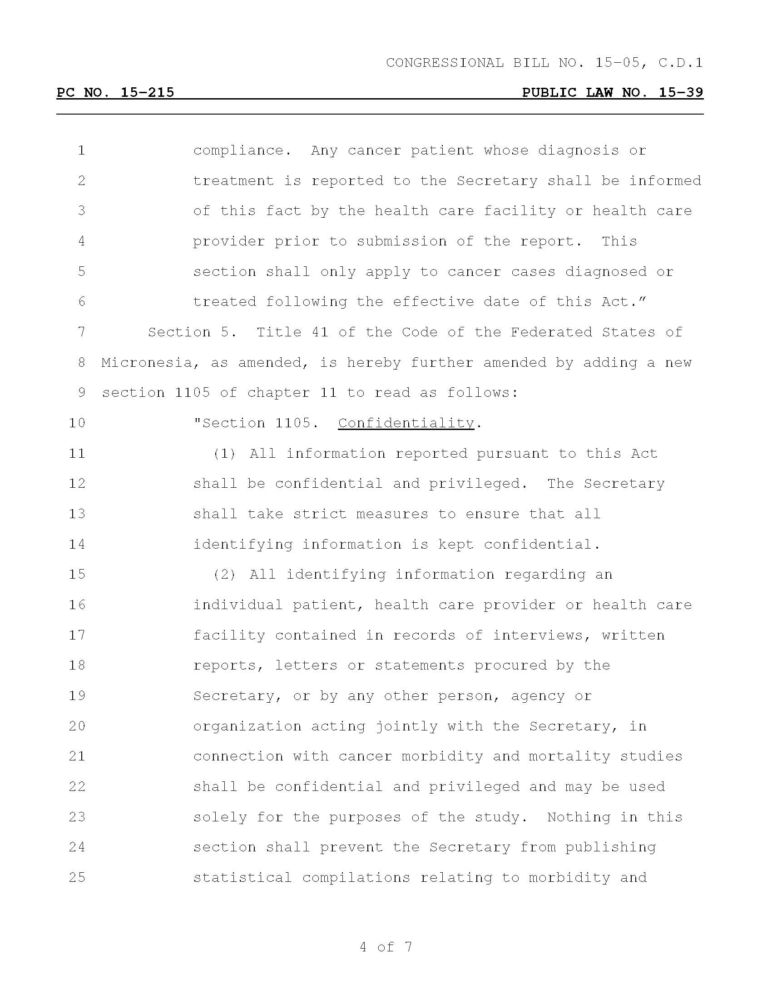 CONGRESSIONAL BILL NO. 15-05, C.D.1
PC NO. 15-215 PUBLIC LAW NO. 15-39
1 compliance. Any cancer patient whose diagnosis or
2 treatment is reported to the Secretary shall be informed
3 of this fact by the health care facility or health care
4 provider prior to submission of the report. This
5 section shall only apply to cancer cases diagnosed or
6 treated following the effective date of this Act.”
7 Section 5. Title 41 of the Code of the Federated States of
8 Micronesia, as amended, is hereby further amended by adding a new
9 section 1105 of chapter 11 to read as follows:
10 "Section 1105. Confidentiality.
11 (1) All information reported pursuant to this Act
12 shall be confidential and privileged. The Secretary
13 shall take strict measures to ensure that all
14 identifying information is kept confidential.
15 (2) All identifying information regarding an
16 individual patient, health care provider or health care
17 facility contained in records of interviews, written
18 reports, letters or statements procured by the
19 Secretary, or by any other person, agency or
20 organization acting jointly with the Secretary, in
21 connection with cancer morbidity and mortality studies
22 shall be confidential and privileged and may be used
23 solely for the purposes of the study. Nothing in this
24 section shall prevent the Secretary from publishing
25 statistical compilations relating to morbidity and
4 of 7